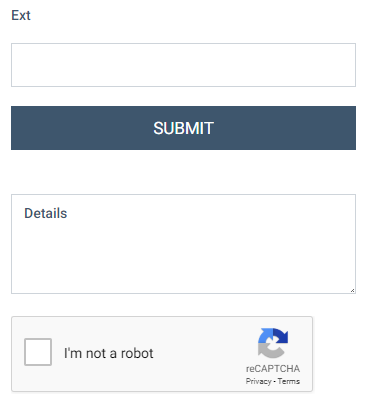 Ext
SUBMIT
Details
I'm not a robot
reCAPTCHA
Privacy - Terms